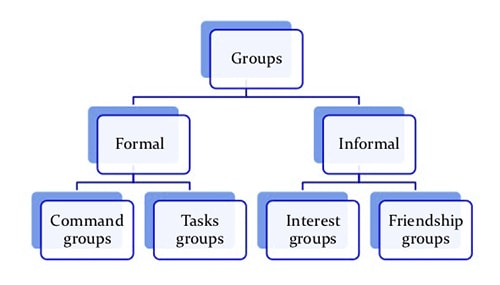 Groups
Formal
Informal
Command
groups
Tasks
groups
Interest
groups
Friendship
groups